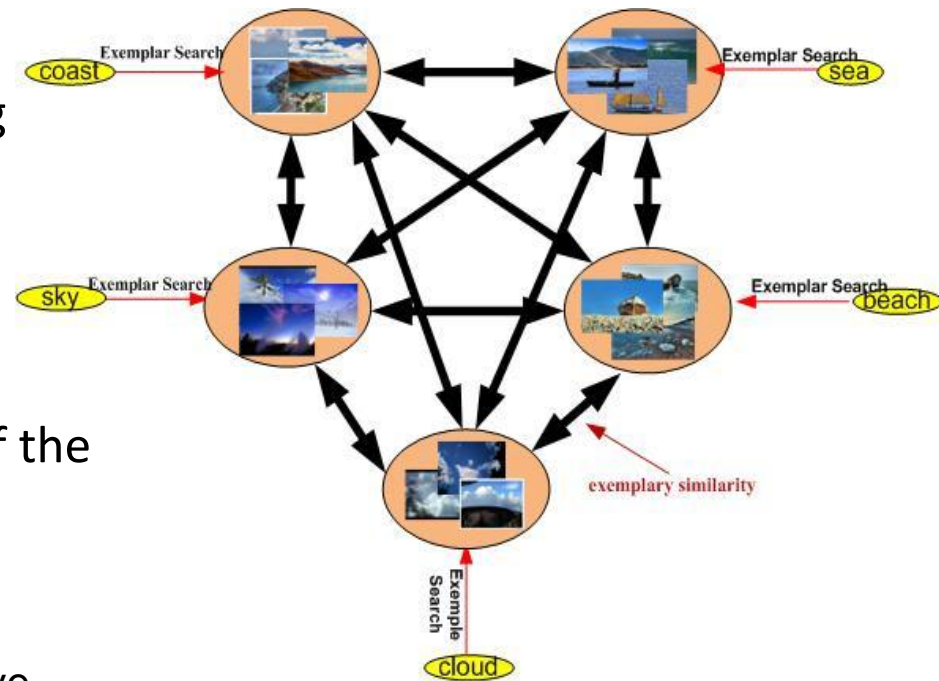 Exemplar Search
coast
Exemplar Search
sea
g
Exemplar Search
sky
Exemplar Search
beach
f the
exemplary similarity
Exemple
Search
cloud